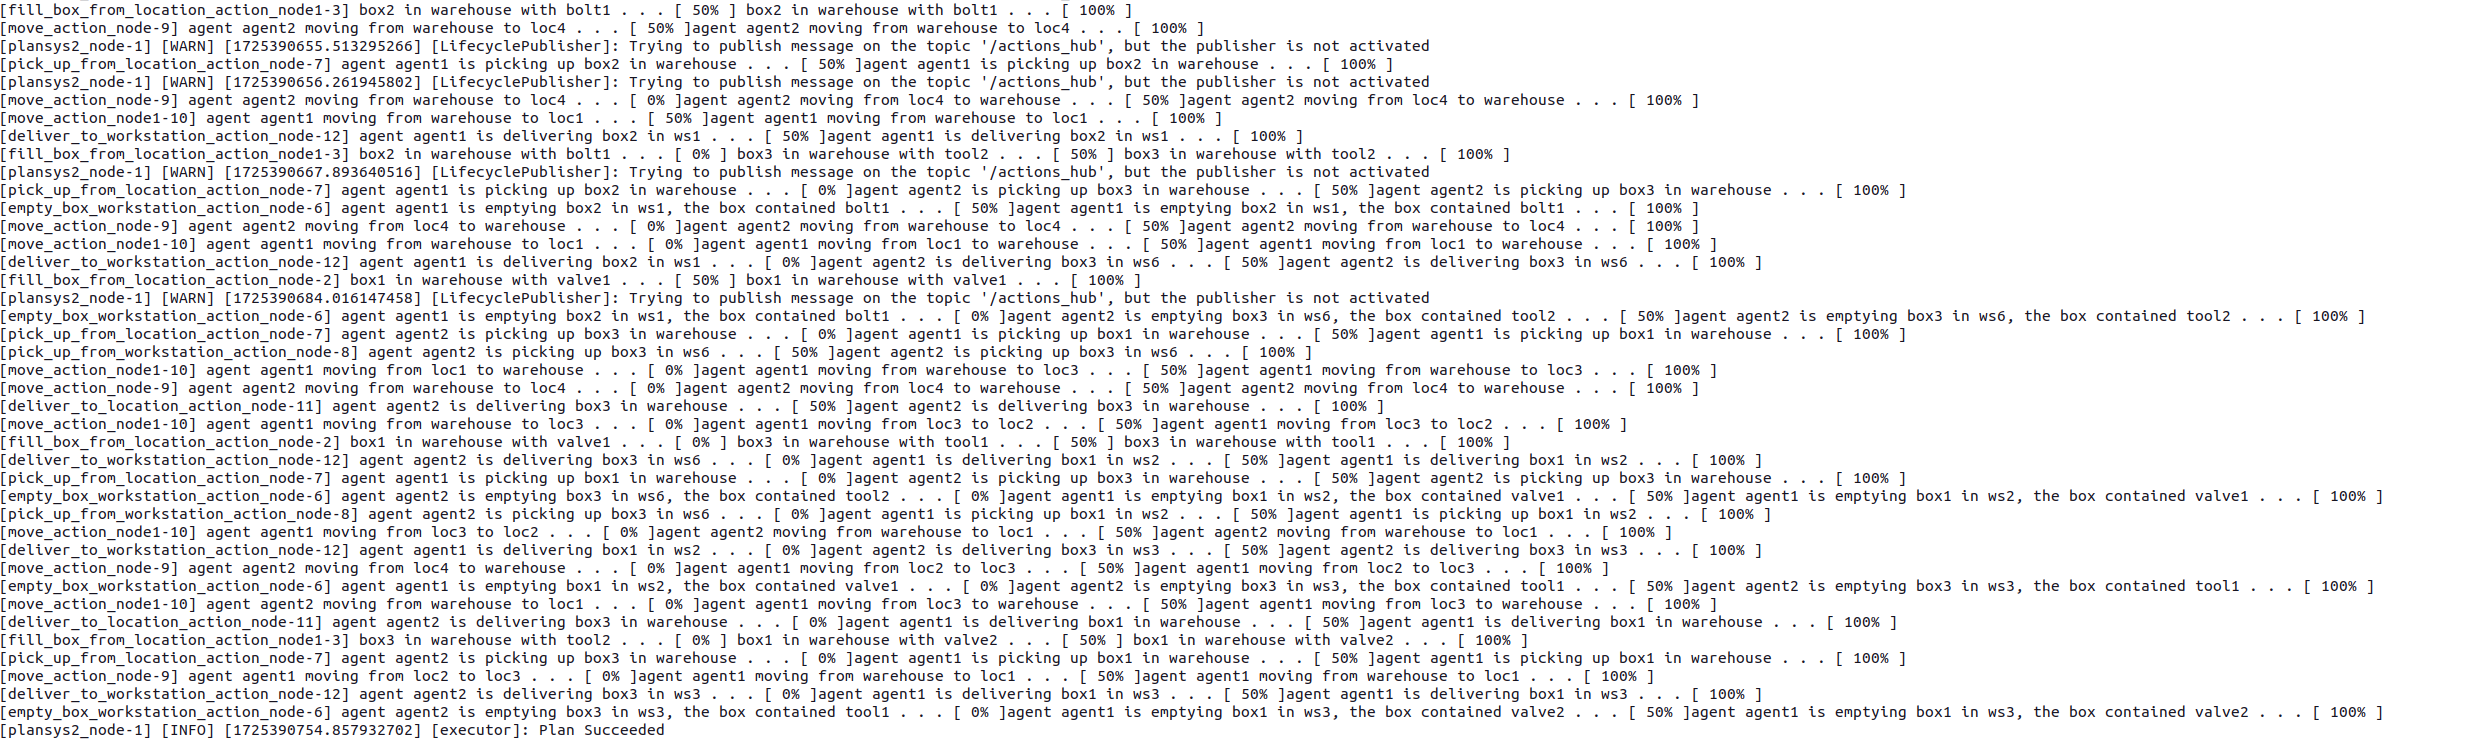 [fill_box_from_location_action_node1-3] box2 in warehouse with bolt1 . . . [ 50% ] box2 in warehouse with bolt1 . . . [ 100% ]
[move_action_node-9] agent agent2 moving from warehouse to loc4 . . . [ 50% ]agent agent2 moving from warehouse to loc4 . . . [ 100% ]
[plansys2_node-1] [WARN] [1725390655.513295266] [LifecyclePublisher]: Trying to publish message on the topic '/actions_hub', but the publisher is not activated
[pick_up_from_location_action_node-7] agent agent1 is picking up box2 in warehouse . . . [ 50% ]agent agent1 is picking up box2 in warehouse . . . [ 100% ]
[plansys2_node-1] [WARN] [1725390656.261945802] [LifecyclePublisher]: Trying to publish message on the topic '/actions_hub', but the publisher is not activated
[move_action_node-9] agent agent2 moving from warehouse to loc4 . . . [ 0% ]agent agent2 moving from loc4 to warehouse . . . [ 50% ]agent agent2 moving from loc4 to warehouse . . . [ 100% ]
[move_action_node1-10] agent agent1 moving from warehouse to loc1 . . . [ 50% ]agent agent1 moving from warehouse to loc1 . . . [ 100% ]
[deliver_to_workstation_action_node-12] agent agent1 is delivering box2 in ws1 . . . [ 50% ]agent agent1 is delivering box2 in ws1 . . . [ 100% ]
[fill_box_from_location_action_node1-3] box2 in warehouse with bolt1 . . . [ 0% ] box3 in warehouse with tool2 . . . [ 50% ] box3 in warehouse with tool2 . . . [ 100% ]
[plansys2_node-1] [WARN] [1725390667.893640516] [LifecyclePublisher]: Trying to publish message on the topic '/actions_hub', but the publisher is not activated
[pick_up_from_location_action_node-7] agent agent1 is picking up box2 in warehouse . . . [ 0% ]agent agent2 is picking up box3 in warehouse . . . [ 50% ]agent agent2 is picking up box3 in warehouse . . . [ 100% ]
[empty_box_workstation_action_node-6] agent agent1 is emptying box2 in ws1, the box contained bolt1 . . . [ 50% ]agent agent1 is emptying box2 in ws1, the box contained bolt1 . . . [ 100% ]
[move_action_node-9] agent agent2 moving from loc4 to warehouse . . . [ 0% ]agent agent2 moving from warehouse to loc4 . . . [ 50% ]agent agent2 moving from warehouse to loc4 . . . [ 100% ]
[move_action_node1-10] agent agent1 moving from warehouse to loc1 . . . [ 0% ]agent agent1 moving from loc1 to warehouse . . . [ 50% ]agent agent1 moving from loc1 to warehouse . . . [ 100% ]
[deliver_to_workstation_action_node-12] agent agent1 is delivering box2 in ws1 . . . [ 0% ]agent agent2 is delivering box3 in ws6 . . . [ 50% ]agent agent2 is delivering box3 in ws6 . . . [ 100% ]
[fill_box_from_location_action_node-2] box1 in warehouse with valve1 . . . [ 50% ] box1 in warehouse with valve1 . . . [ 100% ]
[plansys2_node-1] [WARN] [1725390684.016147458] [LifecyclePublisher]: Trying to publish message on the topic '/actions_hub', but the publisher is not activated
[empty_box_workstation_action_node-6] agent agent1 is emptying box2 in ws1, the box contained bolt1 . . . [ 0% ]agent agent2 is emptying box3 in ws6, the box contained tool2 . . . [ 50% ]agent agent2 is emptying box3 in ws6, the box contained tool2 . . . [ 100% ]
[pick_up_from_location_action_node-7] agent agent2 is picking up box3 in warehouse . . . [ 0% ]agent agent1 is picking up box1 in warehouse . . . [ 50% ]agent agent1 is picking up box1 in warehouse . . . [ 100% ]
[pick_up_from_workstation_action_node-8] agent agent2 is picking up box3 in ws6 . . . [ 50% ]agent agent2 is picking up box3 in ws6 . . . [ 100% ]
[move_action_node1-10] agent agent1 moving from loc1 to warehouse . . . [ 0% ]agent agent1 moving from warehouse to loc3 . . . [ 50% ]agent agent1 moving from warehouse to loc3 . . . [ 100% ]
[move_action_node-9] agent agent2 moving from warehouse to loc4 . . . [ 0% ]agent agent2 moving from loc4 to warehouse . . . [ 50% ]agent agent2 moving from loc4 to warehouse . . . [ 100% ]
[deliver_to_location_action_node-11] agent agent2 is delivering box3 in warehouse . . . [ 50% ]agent agent2 is delivering box3 in warehouse . . . [ 100% ]
[move_action_node1-10] agent agent1 moving from warehouse to loc3 . . . [ 0% ]agent agent1 moving from loc3 to loc2 . . . [ 50% ]agent agent1 moving from loc3 to loc2 . . . [ 100% ]
[fill_box_from_location_action_node-2] box1 in warehouse with valve1 . . . [ 0% ] box3 in warehouse with tool1 . . . [ 50% ] box3 in warehouse with tool1 . . . [ 100% ]
[deliver_to_workstation_action_node-12] agent agent2 is delivering box3 in ws6 . . . [ 0% ]agent agent1 is delivering box1 in ws2 . . . [ 50% ]agent agent1 is delivering box1 in ws2 . . . [ 100% ]
[pick_up_from_location_action_node-7] agent agent1 is picking up box1 in warehouse . . . [ 0% ]agent agent2 is picking up box3 in warehouse . . . [ 50% ]agent agent2 is picking up box3 in warehouse . . . [ 100% ]
[empty_box_workstation_action_node-6] agent agent2 is emptying box3 in ws6, the box contained tool2 . . . [ 0% ]agent agent1 is emptying box1 in ws2, the box contained valve1 . . . [ 50% ]agent agent1 is emptying box1 in ws2, the box contained valve1 . . . [ 100% ]
[pick_up_from_workstation_action_node-8] agent agent2 is picking up box3 in ws6 . . . [ 0% ]agent agent1 is picking up box1 in ws2 . . . [ 50% ]agent agent1 is picking up box1 in ws2 . . . [ 100% ]
[move_action_node1-10] agent agent1 moving from loc3 to loc2 . . . [ 0% ]agent agent2 moving from warehouse to loc1 . . . [ 50% ]agent agent2 moving from warehouse to loc1 . . . [ 100% ]
[deliver_to_workstation_action_node-12] agent agent1 is delivering box1 in ws2 . . . [ 0% ]agent agent2 is delivering box3 in ws3 . . . [ 50% ]agent agent2 is delivering box3 in ws3 . . . [ 100% ]
[move_action_node-9] agent agent2 moving from loc4 to warehouse . . . [ 0% ]agent agent1 moving from loc2 to loc3 . . . [ 50% ]agent agent1 moving from loc2 to loc3 . . . [ 100% ]
[empty_box_workstation_action_node-6] agent agent1 is emptying box1 in ws2, the box contained valve1 . . . [ 0% ]agent agent2 is emptying box3 in ws3, the box contained tool1 . . . [ 50% ]agent agent2 is emptying box3 in ws3, the box contained tool1 . . . [ 100% ]
[move_action_node1-10] agent agent2 moving from warehouse to loc1 . . . [ 0% ]agent agent1 moving from loc3 to warehouse . . . [ 50% ]agent agent1 moving from loc3 to warehouse . . . [ 100% ]
[deliver_to_location_action_node-11] agent agent2 is delivering box3 in warehouse . . . [ 0% ]agent agent1 is delivering box1 in warehouse . . . [ 50% ]agent agent1 is delivering box1 in warehouse . . . [ 100% ]
[fill_box_from_location_action_node1-3] box3 in warehouse with tool2 . . . [ 0% ] box1 in warehouse with valve2 . . . [ 50% ] box1 in warehouse with valve2 . . . [ 100% ]
[pick_up_from_location_action_node-7] agent agent2 is picking up box3 in warehouse . . . [ 0% ]agent agent1 is picking up box1 in warehouse . . . [ 50% ]agent agent1 is picking up box1 in warehouse . . . [ 100% ]
[move_action_node-9] agent agent1 moving from loc2 to loc3 . . . [ 0% ]agent agent1 moving from warehouse to loc1 . . . [ 50% ]agent agent1 moving from warehouse to loc1 . . . [ 100% ]
[deliver_to_workstation_action_node-12] agent agent2 is delivering box3 in ws3 . . . [ 0% ]agent agent1 is delivering box1 in ws3 . . . [ 50% ]agent agent1 is delivering box1 in ws3 . . . [ 100% ]
[empty_box_workstation_action_node-6] agent agent2 is emptying box3 in ws3, the box contained tool1 . . . [ 0% ]agent agent1 is emptying box1 in ws3, the box contained valve2 . . . [ 50% ]agent agent1 is emptying box1 in ws3, the box contained valve2 . . . [ 100% ]
[plansys2_node-1] [INFO] [1725390754.857932702] [executor]: Plan Succeeded